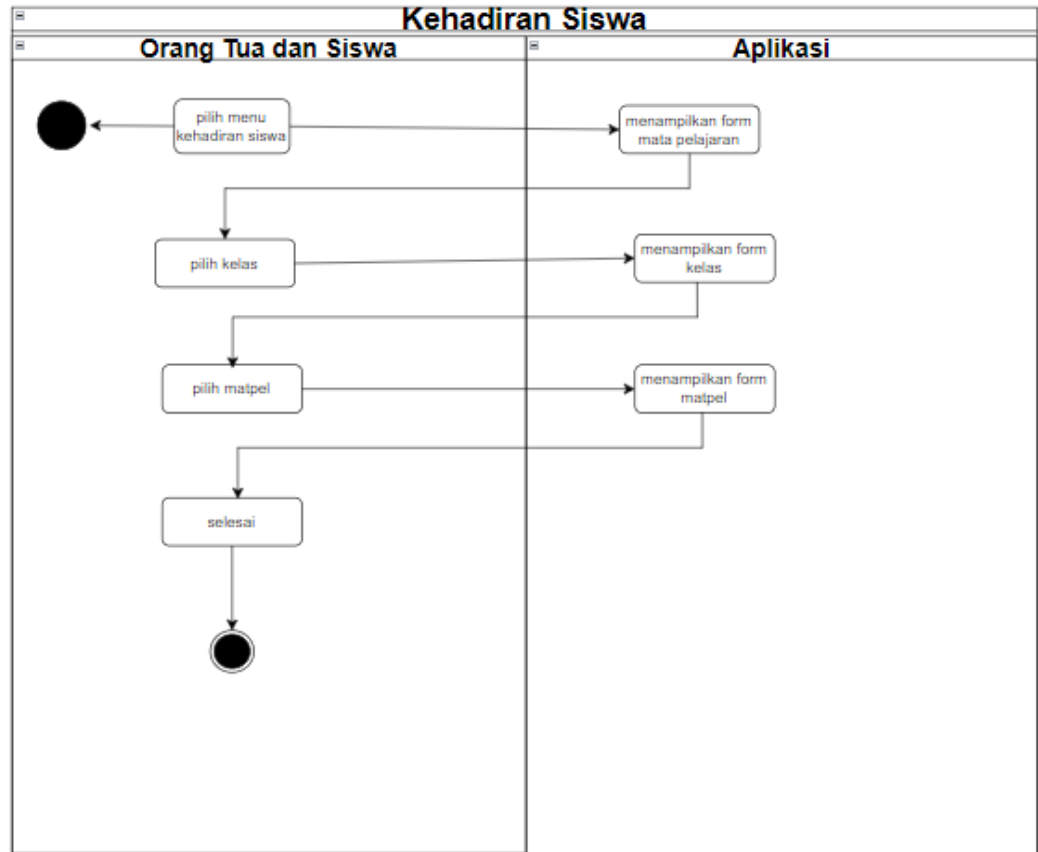 Kehadiran Siswa
Orang Tua dan Siswa
Aplikasi
pilih menu
kehadiran siswa
menampilkan form
mata pelajaran
pilih kelas
menampilkan form
kelas
pilih matpel
menampilkan form
matpel
selesai